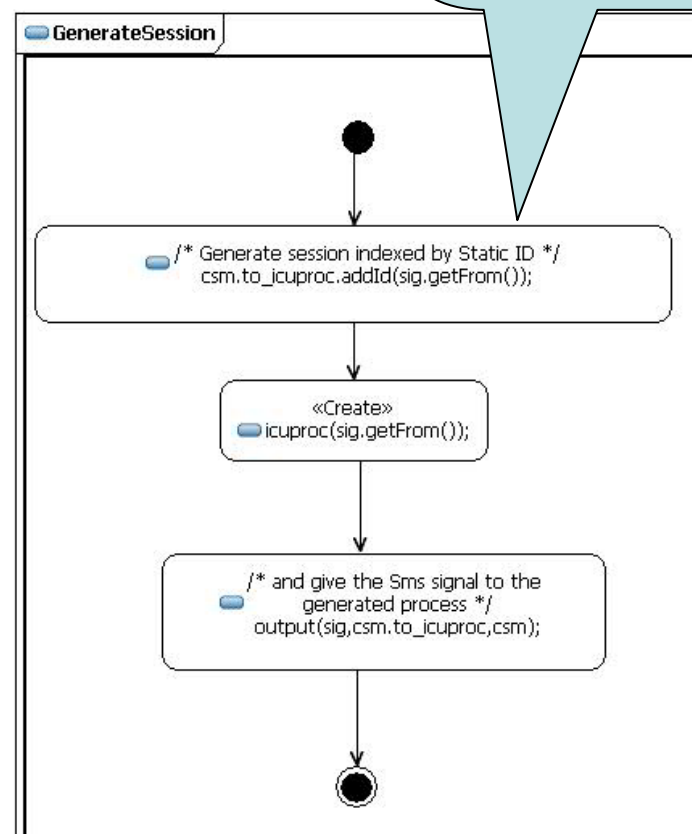 GenerateSession
/* Generate session indexed by Static ID */
csm.to_icuproc.addId(sig.getFrom());
«Create»
icuproc(sig.getFrom());
/* and give the Sms signal to the
generated process */
output(sig,csm.to_icuproc,csm);